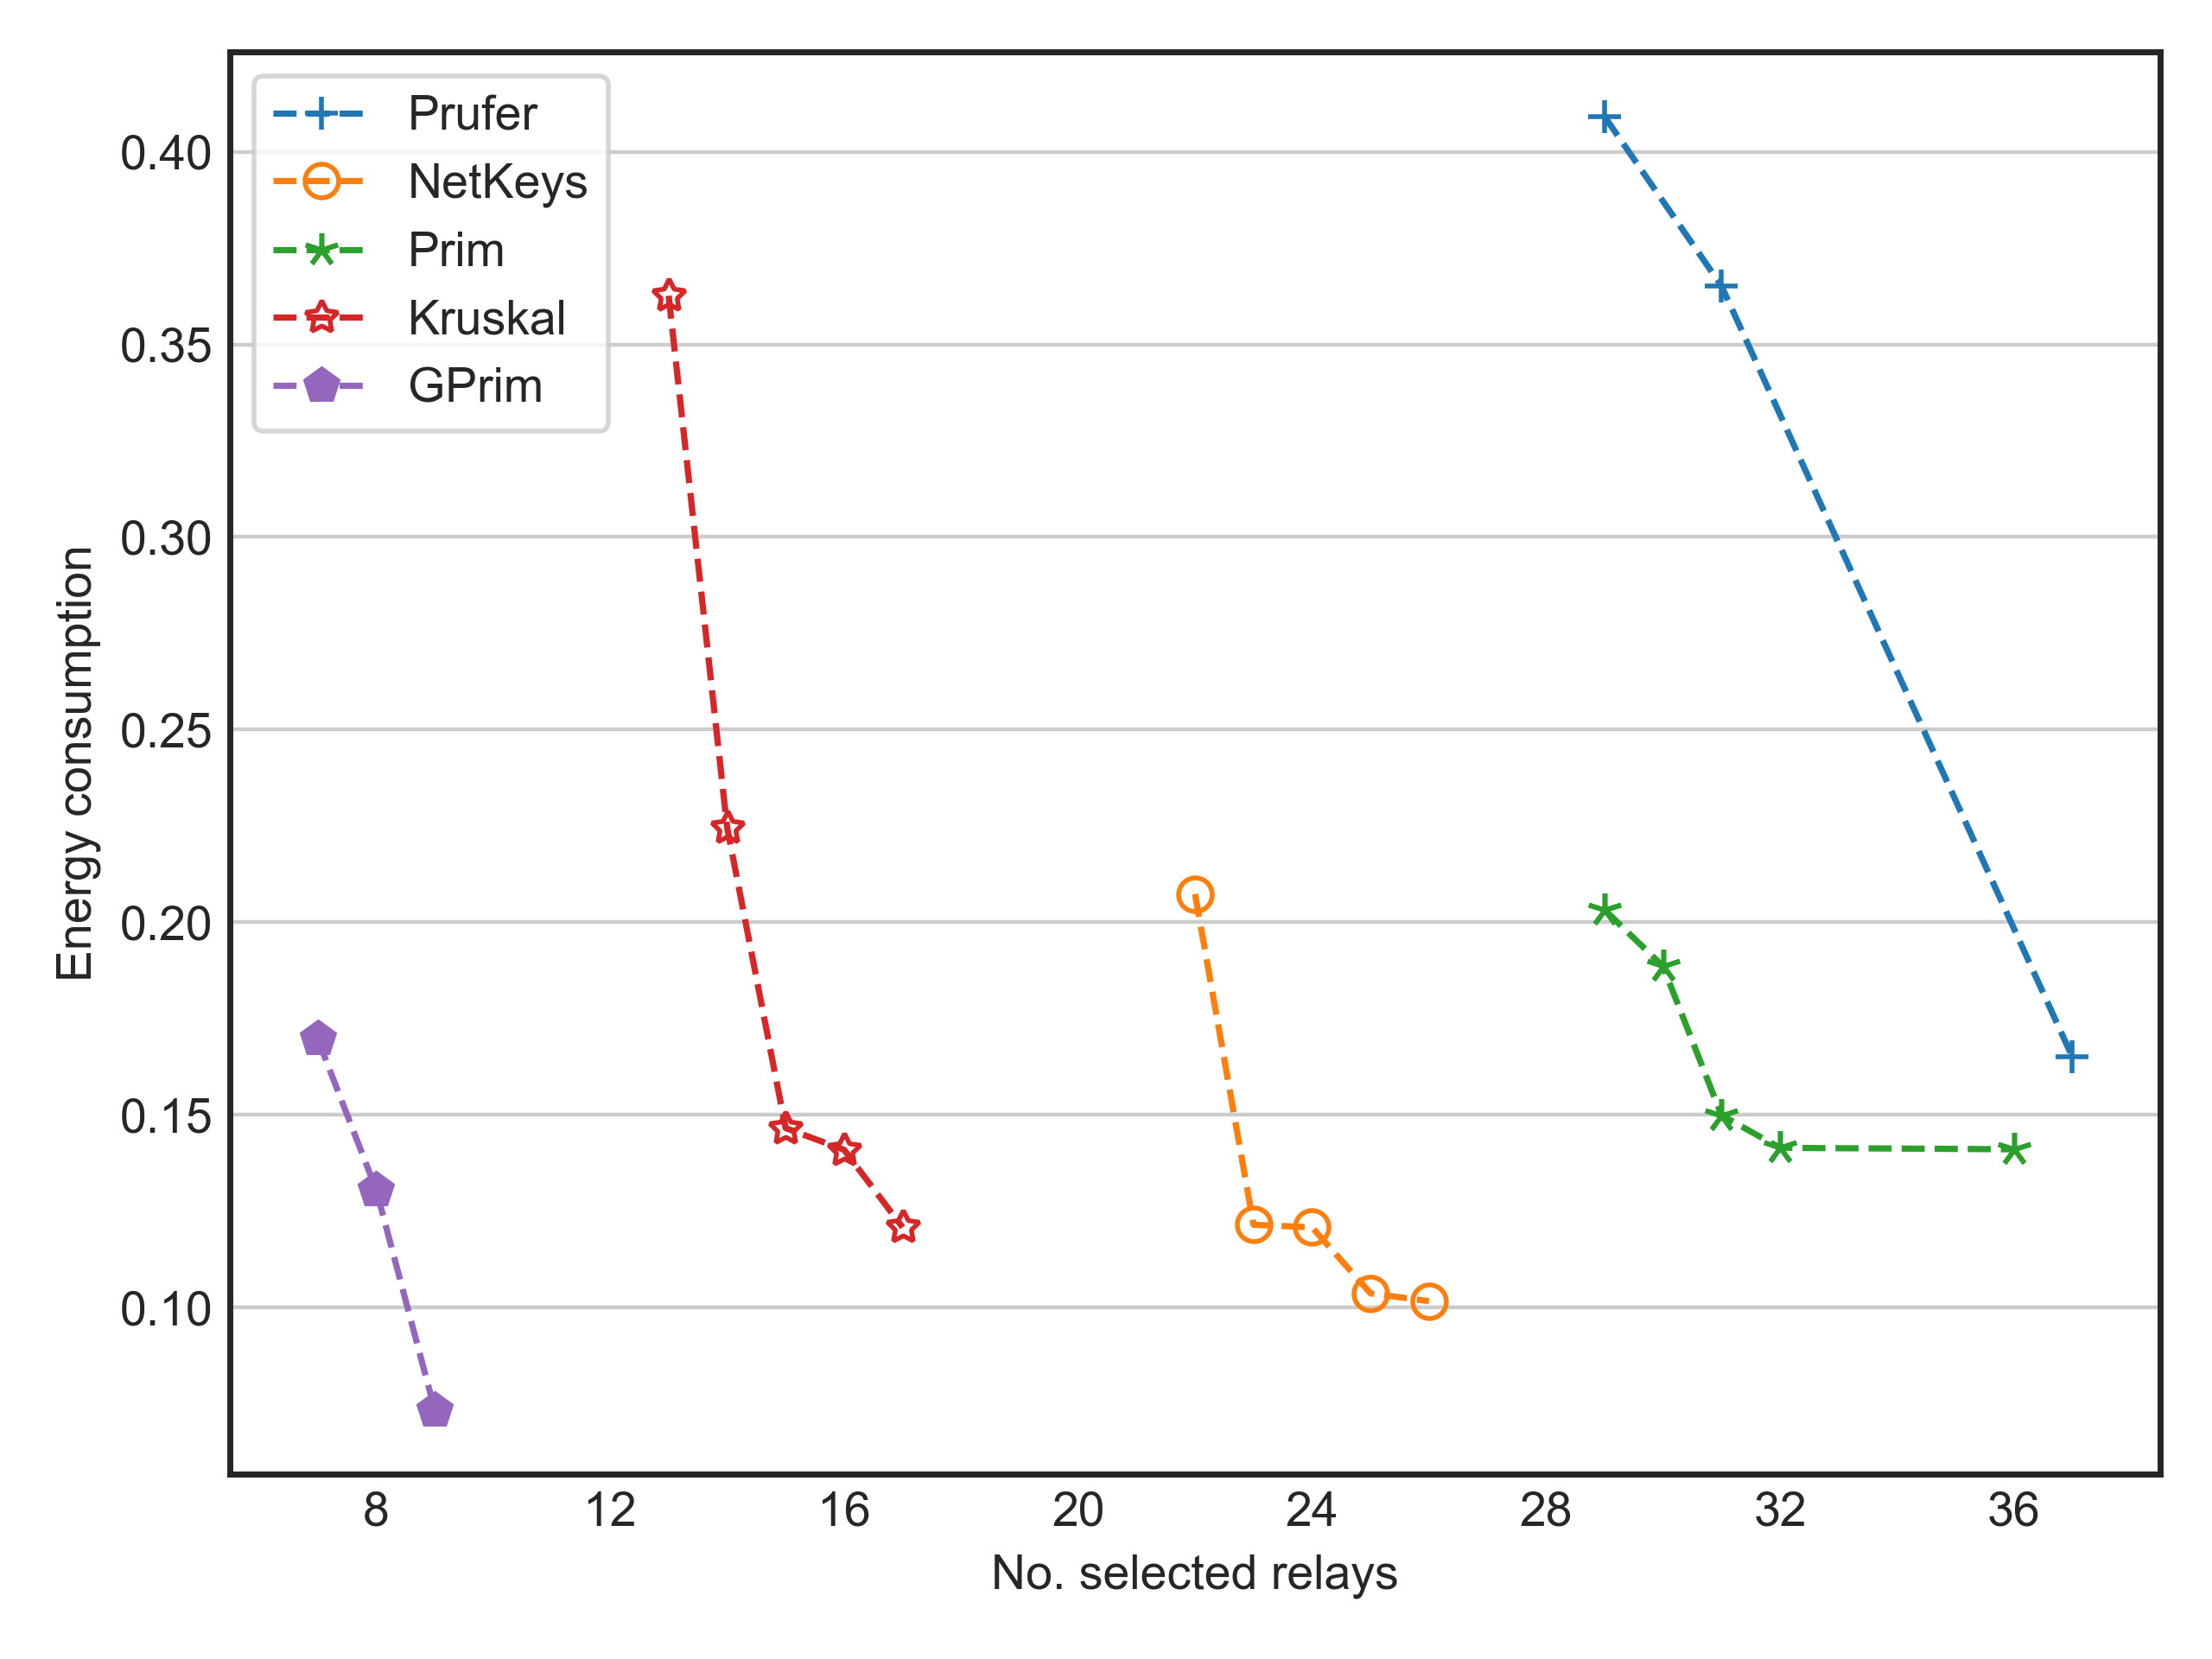 Prufer
NetKeys
Prim
Kruskal
GPrim
0.40
0.35
0.30
0.25
0.20
0.15
0.10
Energy consumption
8 12 16 20 24 28 32 36
No. selected relays